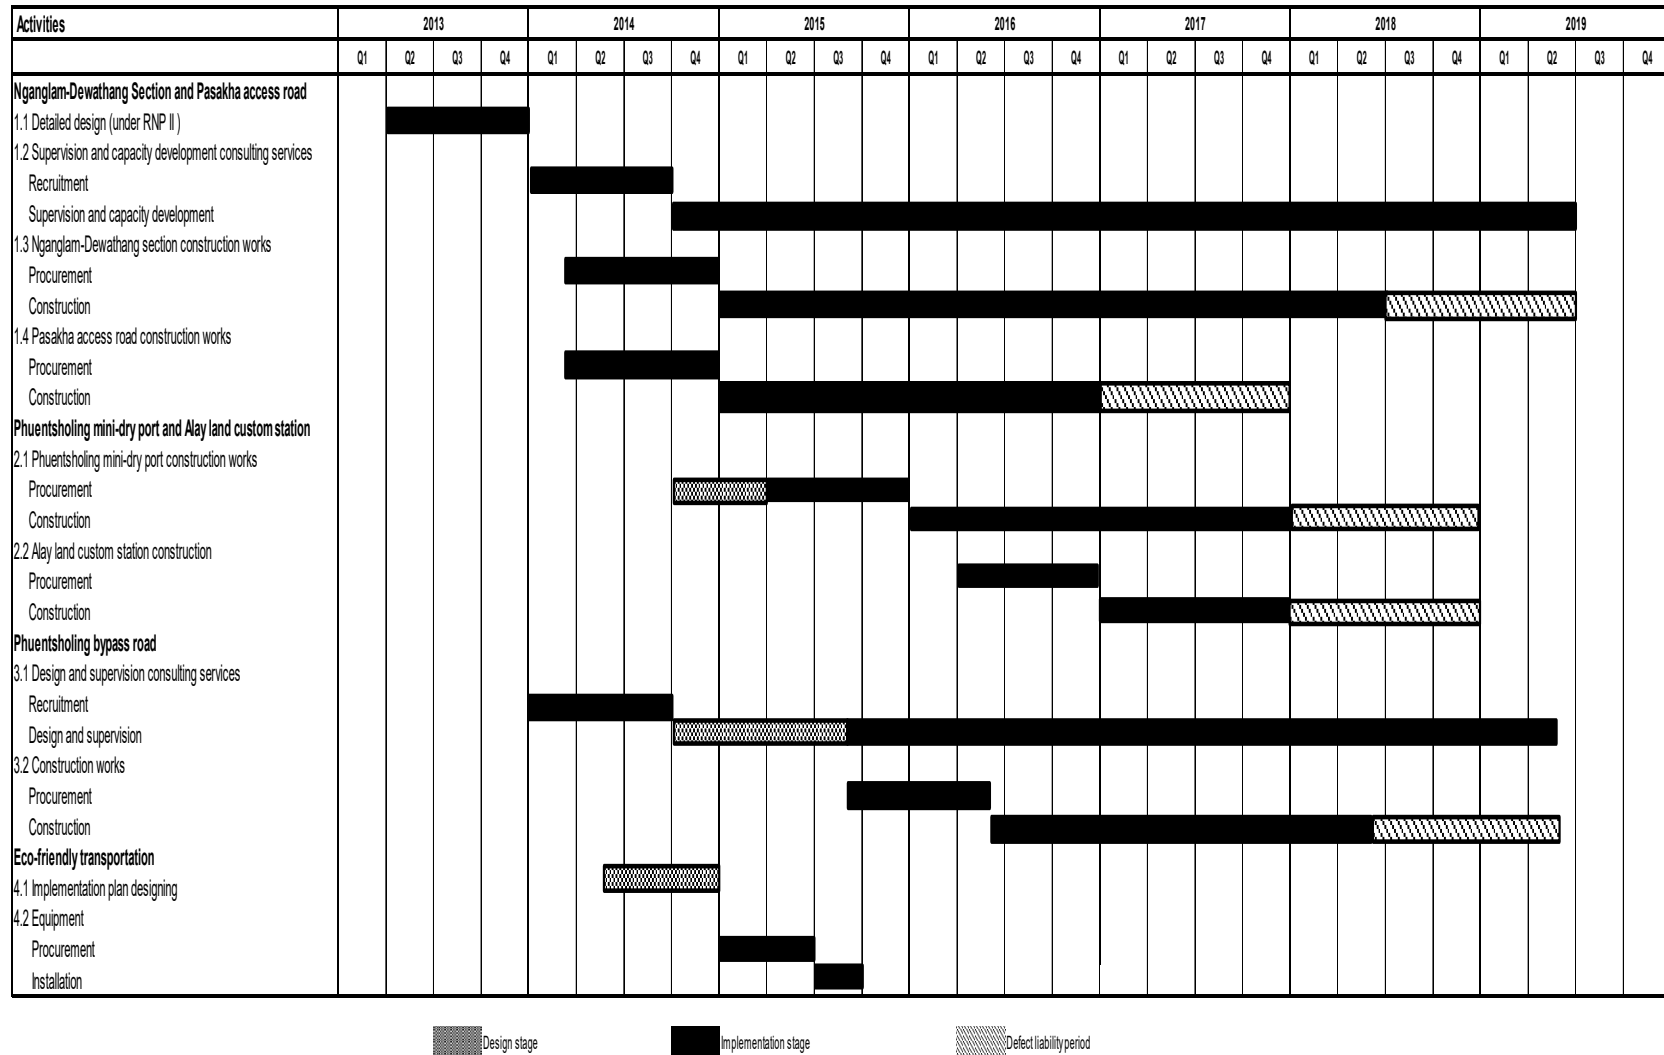 Activities 2013 2014 2015 2016 2017 2018 2019
Q1 Q2 Q3 Q4 Q1 Q2 Q3 Q4 Q1 Q2 Q3 Q4 Q1 Q2 Q3 Q4 Q1 Q2 Q3 Q4 Q1 Q2 Q3 Q4 Q1 Q2 Q3 Q4
Nganglam-Dewathang Section and Pasakha access road
1.1 Detailed design (under RNP II )
1.2 Supervision and capacity development consulting services
Recruitment
Supervision and capacity development
1.3 Nganglam-Dewathang section construction works
Procurement
Construction
1.4 Pasakha access road construction works
Procurement
Construction
Phuentsholing mini-dry port and Alay land custom station
2.1 Phuentsholing mini-dry port construction works
Procurement
Construction
2.2 Alay land custom station construction
Procurement
Construction
Phuentsholing bypass road
3.1 Design and supervision consulting services
Recruitment
Design and supervision
3.2 Construction works
Procurement
Construction
Eco-friendly transportation
4.1 Implementation plan designing
4.2 Equipment
Procurement
Installation
Design stage Implementation stage Defect liability period